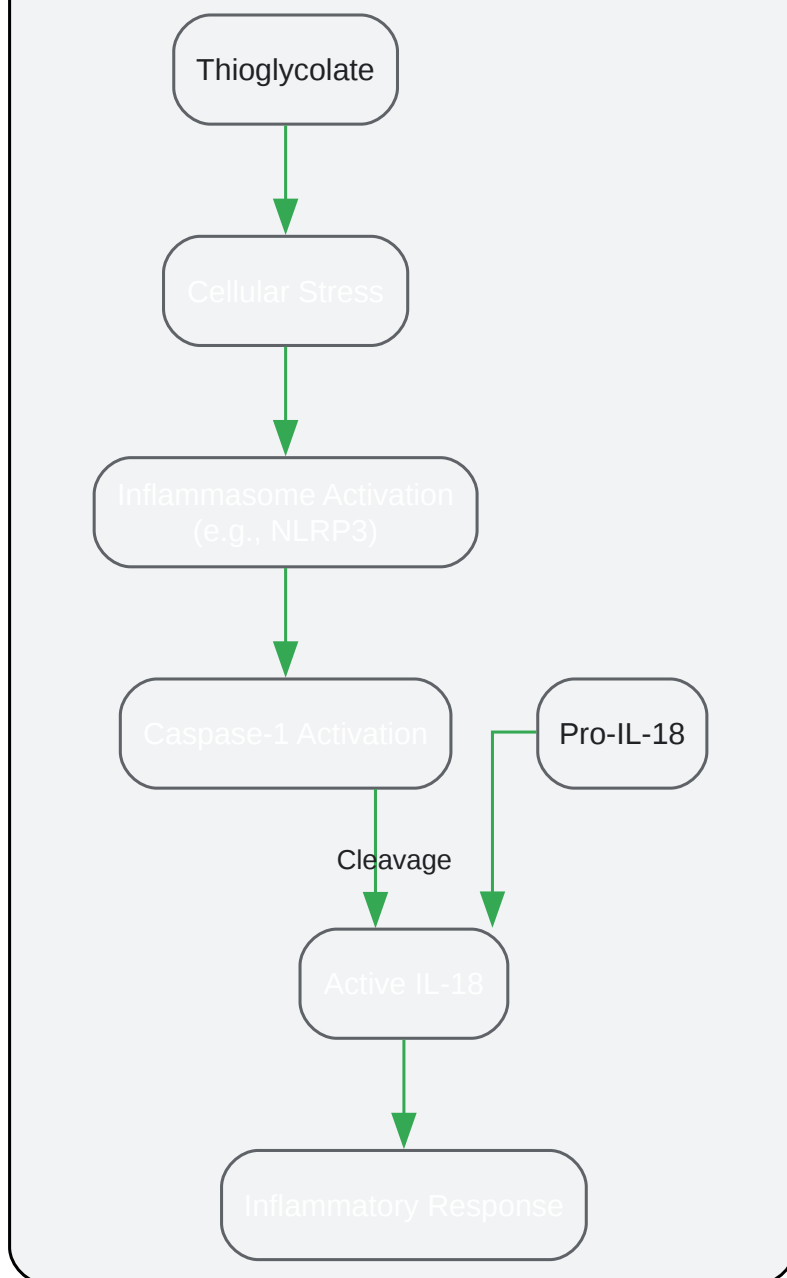 Thioglycolate
Cellular Stress
Inflammasome Activation
(e.g., NLRP3)
Caspase-1 Activation
Pro-IL-18
Cleavage
Active IL-18
Inflammatory Response